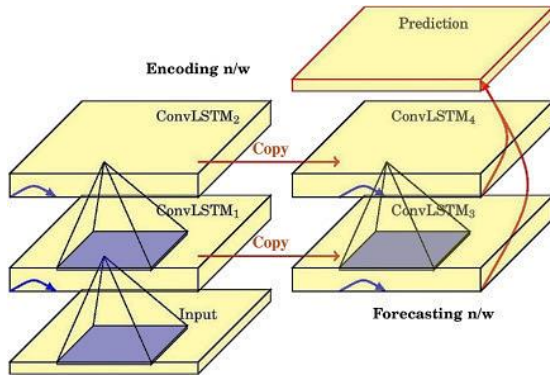 Prediction
Encoding n/w
ConvLSTM₂
ConvLSTM₄
Copy
ConvLSTM₁
ConvLSTM₃
Copy
Input
Forecasting n/w